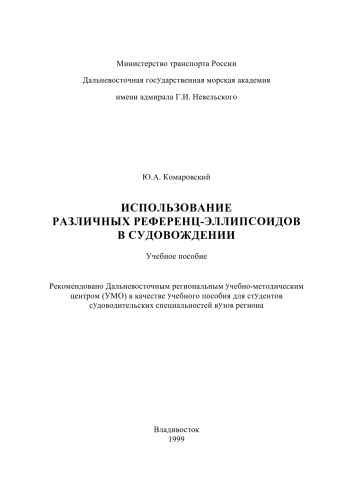 Министерство транспорта России
Дальневосточная государственная морская академия
имени адмирала Г.И. Невельского
Ю.А. Комаровский
ИСПОЛЬЗОВАНИЕ
РАЗЛИЧНЫХ РЕФЕРЕНЦ-ЭЛЛИПСОИДОВ
В СУДОВОЖДЕНИИ
Учебное пособие
Рекомендовано Дальневосточным региональным учебно-методическим
центром (УМО) в качестве учебного пособия для студентов
судоводительских специальностей вузов региона
Владивосток
1999